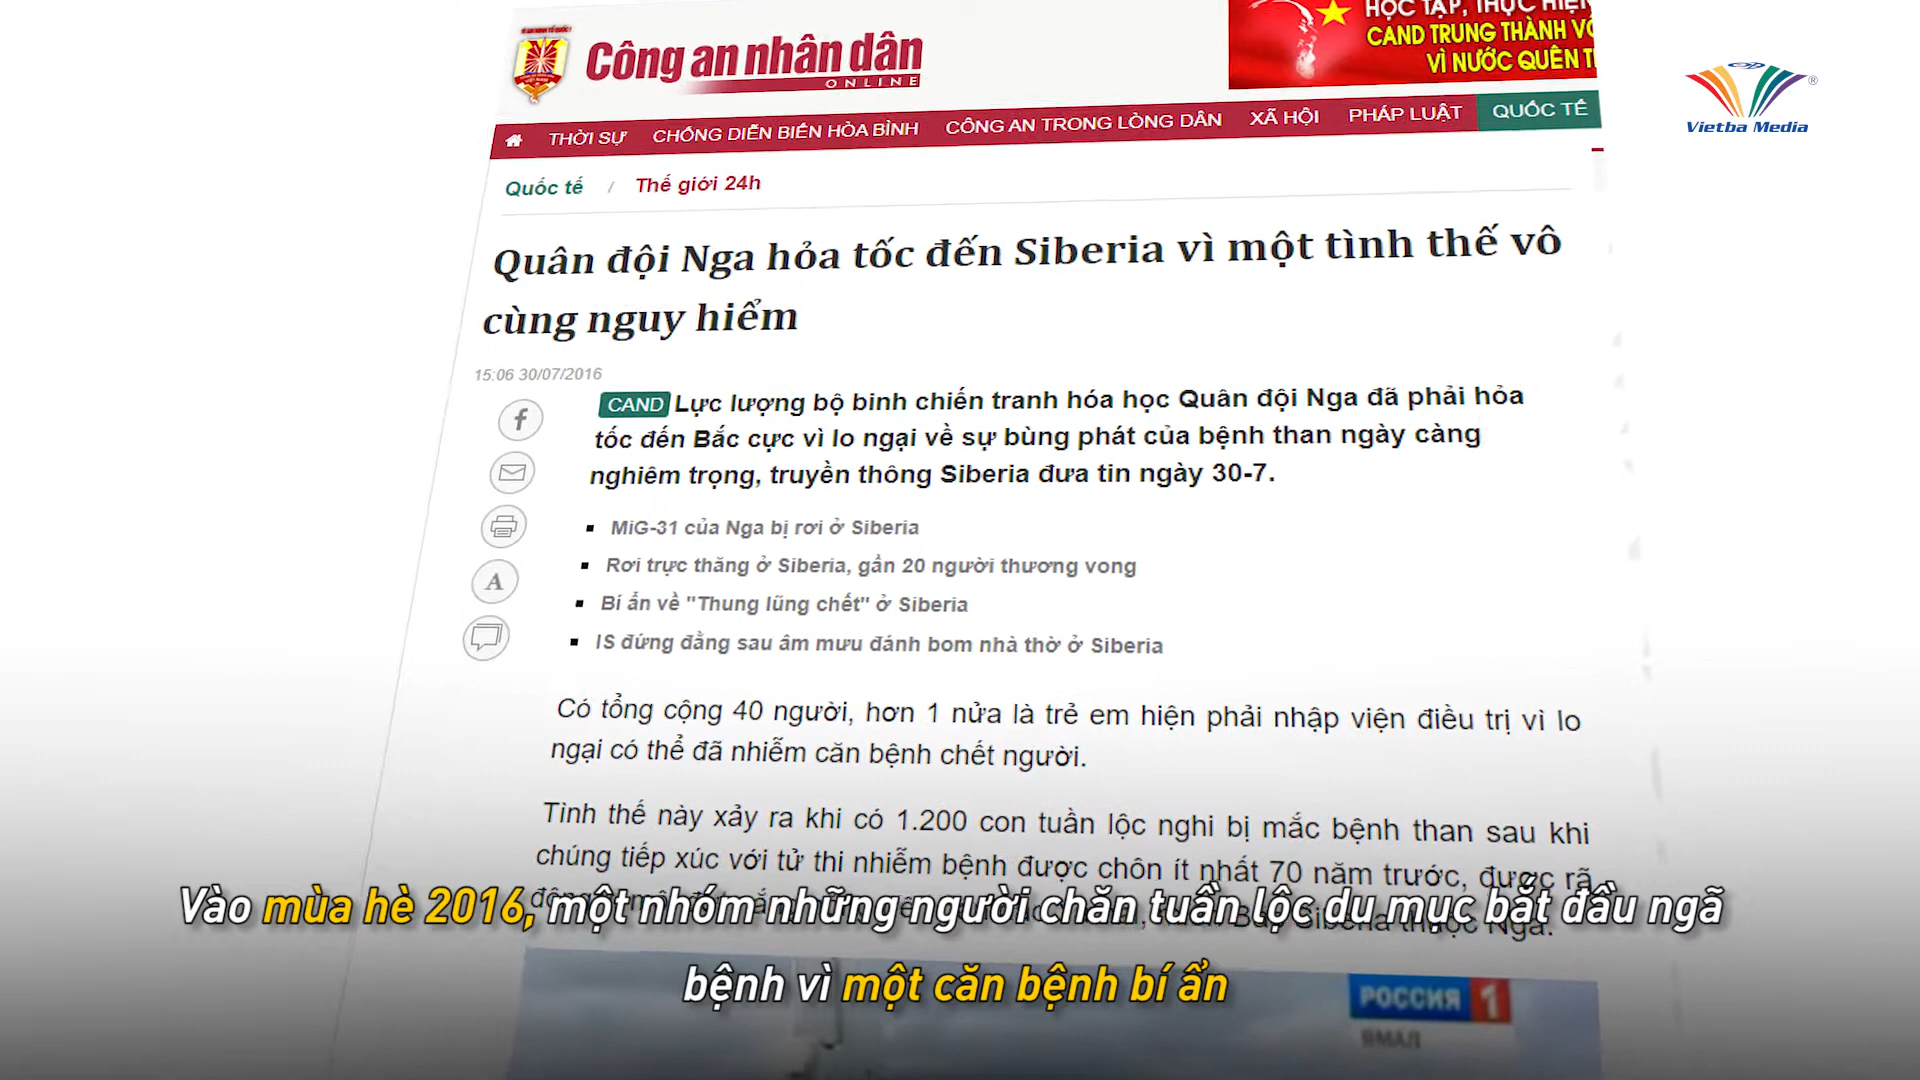 VÌ AN NINH TỔ QUỐC
Công an nhân dân
ONLINE
HỌC TẬP, THỰC HIỆN
CAND TRUNG THÀNH VỚ
VÌ NƯỚC QUÊN T
Vietba Media ®
THỜI SỰ CHỐNG DIỄN BIẾN HÒA BÌNH CÔNG AN TRONG LÒNG DÂN XÃ HỘI PHÁP LUẬT QUỐC TẾ
Quốc tế / Thế giới 24h
Quân đội Nga hỏa tốc đến Siberia vì một tình thế vô
cùng nguy hiểm
15:06 30/07/2016
CAND Lực lượng bộ binh chiến tranh hóa học Quân đội Nga đã phải hỏa
tốc đến Bắc cực vì lo ngại về sự bùng phát của bệnh than ngày càng
nghiêm trọng, truyền thông Siberia đưa tin ngày 30-7.
MiG-31 của Nga bị rơi ở Siberia
Rơi trực thăng ở Siberia, gần 20 người thương vong
Bí ẩn về "Thung lũng chết" ở Siberia
IS đứng đằng sau âm mưu đánh bom nhà thờ ở Siberia
Có tổng cộng 40 người, hơn 1 nửa là trẻ em hiện phải nhập viện điều trị vì lo
ngại có thể đã nhiễm căn bệnh chết người.
Tình thế này xảy ra khi có 1.200 con tuần lộc nghi bị mắc bệnh than sau khi
chúng tiếp xúc với tử thi nhiễm bệnh được chôn ít nhất 70 năm trước, được rã
Siberia thuộc Nga.
Vào mùa hè 2016, một nhóm những người chăn tuần lộc du mục bắt đầu ngã
bệnh vì một căn bệnh bí ẩn
РОССИЯ 1
ЯМАЛ